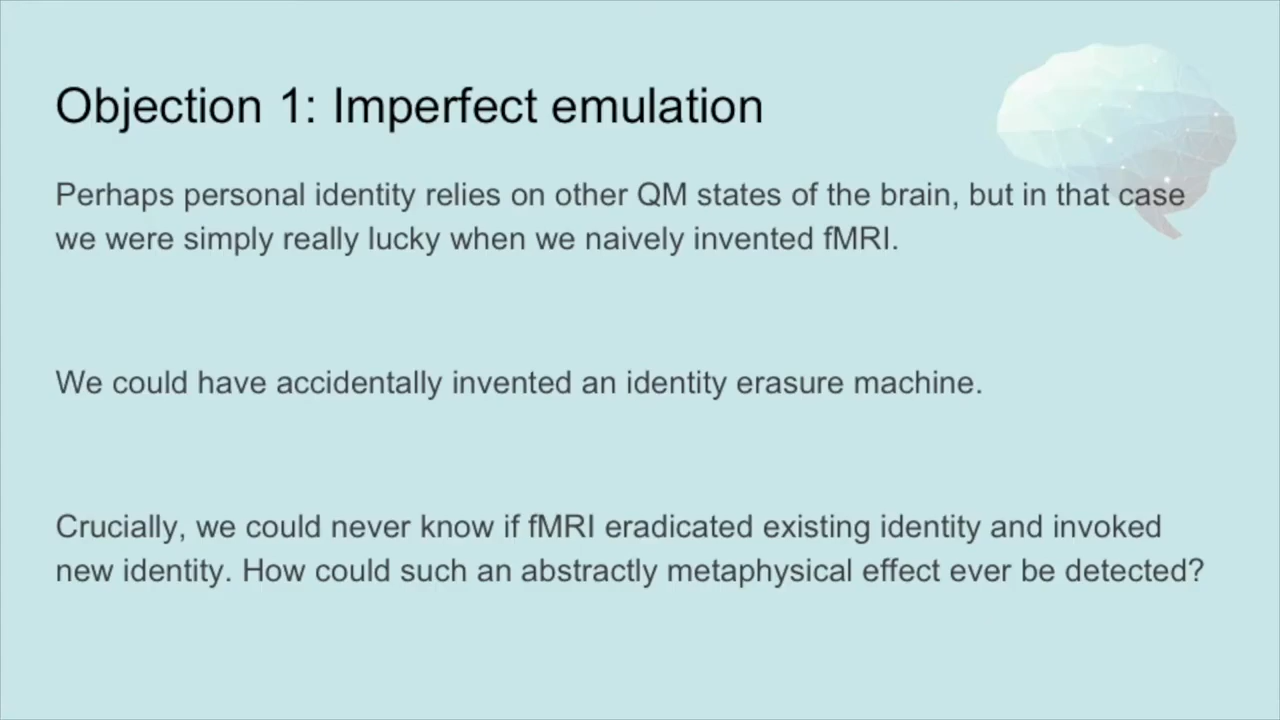 Objection 1: Imperfect emulation
Perhaps personal identity relies on other QM states of the brain, but in that case
we were simply really lucky when we naively invented fMRI.
We could have accidentally invented an identity erasure machine.
Crucially, we could never know if fMRI eradicated existing identity and invoked
new identity. How could such an abstractly metaphysical effect ever be detected?